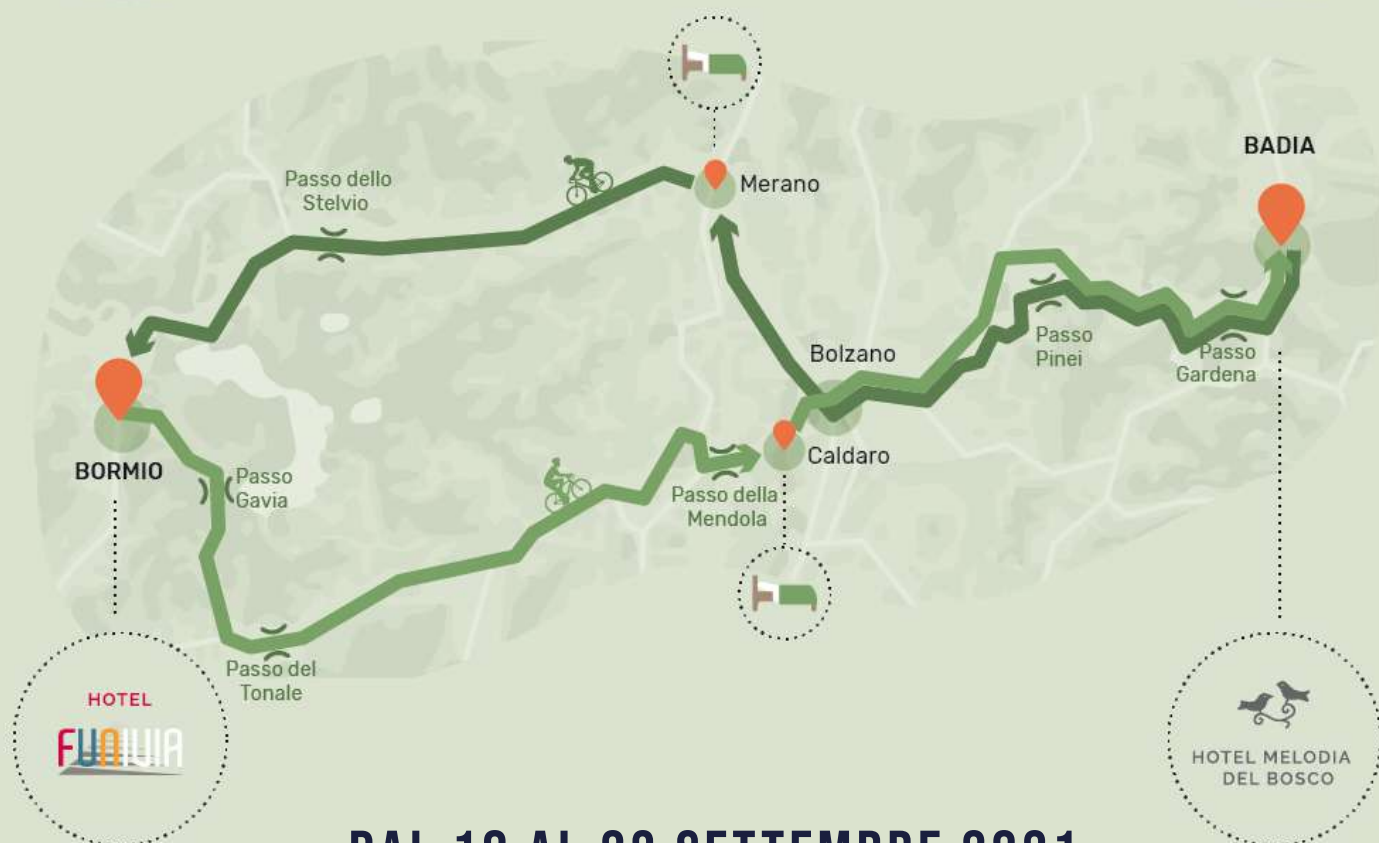 BADIA
Passo dello
Stelvio
Merano
Passo
Pinei
Bolzano
Passo
Gardena
Caldaro
BORMIO
Passo
Gavia
Passo della
Mendola
Passo del
Tonale
HOTEL
FUNIVIA
HOTEL MELODIA
DEL BOSCO
SETTEMBRE